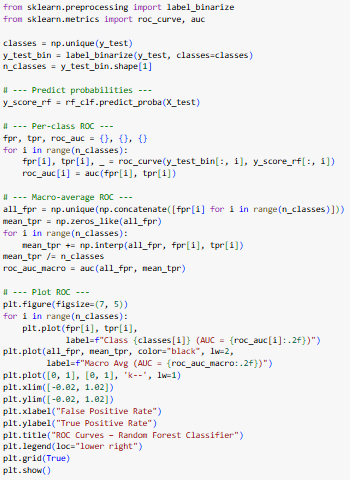 from sklearn.preprocessing import label_binarize
from sklearn.metrics import roc_curve, auc

classes = np.unique(y_test)
y_test_bin = label_binarize(y_test, classes=classes)
n_classes = y_test_bin.shape[1]

# --- Predict probabilities ---
y_score_rf = rf_clf.predict_proba(X_test)

# --- Per-class ROC ---
fpr, tpr, roc_auc = {}, {}, {}
for i in range(n_classes):
    fpr[i], tpr[i], _ = roc_curve(y_test_bin[:, i], y_score_rf[:, i])
    roc_auc[i] = auc(fpr[i], tpr[i])

# --- Macro-average ROC ---
all_fpr = np.unique(np.concatenate([fpr[i] for i in range(n_classes)]))
mean_tpr = np.zeros_like(all_fpr)
for i in range(n_classes):
    mean_tpr += np.interp(all_fpr, fpr[i], tpr[i])
mean_tpr /= n_classes
roc_auc_macro = auc(all_fpr, mean_tpr)

# --- Plot ROC ---
plt.figure(figsize=(7, 5))
for i in range(n_classes):
    plt.plot(fpr[i], tpr[i],
             label=f"Class {classes[i]} (AUC = {roc_auc[i]:.2f})")
plt.plot(all_fpr, mean_tpr, color="black", lw=2,
         label=f"Macro Avg (AUC = {roc_auc_macro:.2f})")
plt.plot([0, 1], [0, 1], 'k--', lw=1)
plt.xlim([-0.02, 1.02])
plt.ylim([-0.02, 1.02])
plt.xlabel("False Positive Rate")
plt.ylabel("True Positive Rate")
plt.title("ROC Curves – Random Forest Classifier")
plt.legend(loc="lower right")
plt.grid(True)
plt.show()